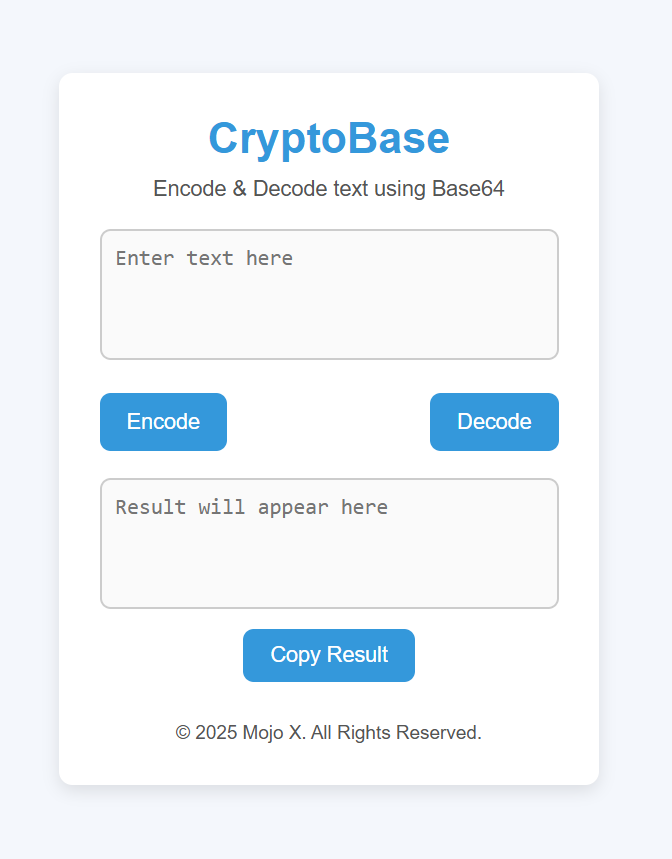 CryptoBase
Encode & Decode text using Base64
Enter text here
Encode
Decode
Result will appear here
Copy Result
© 2025 Mojo X. All Rights Reserved.